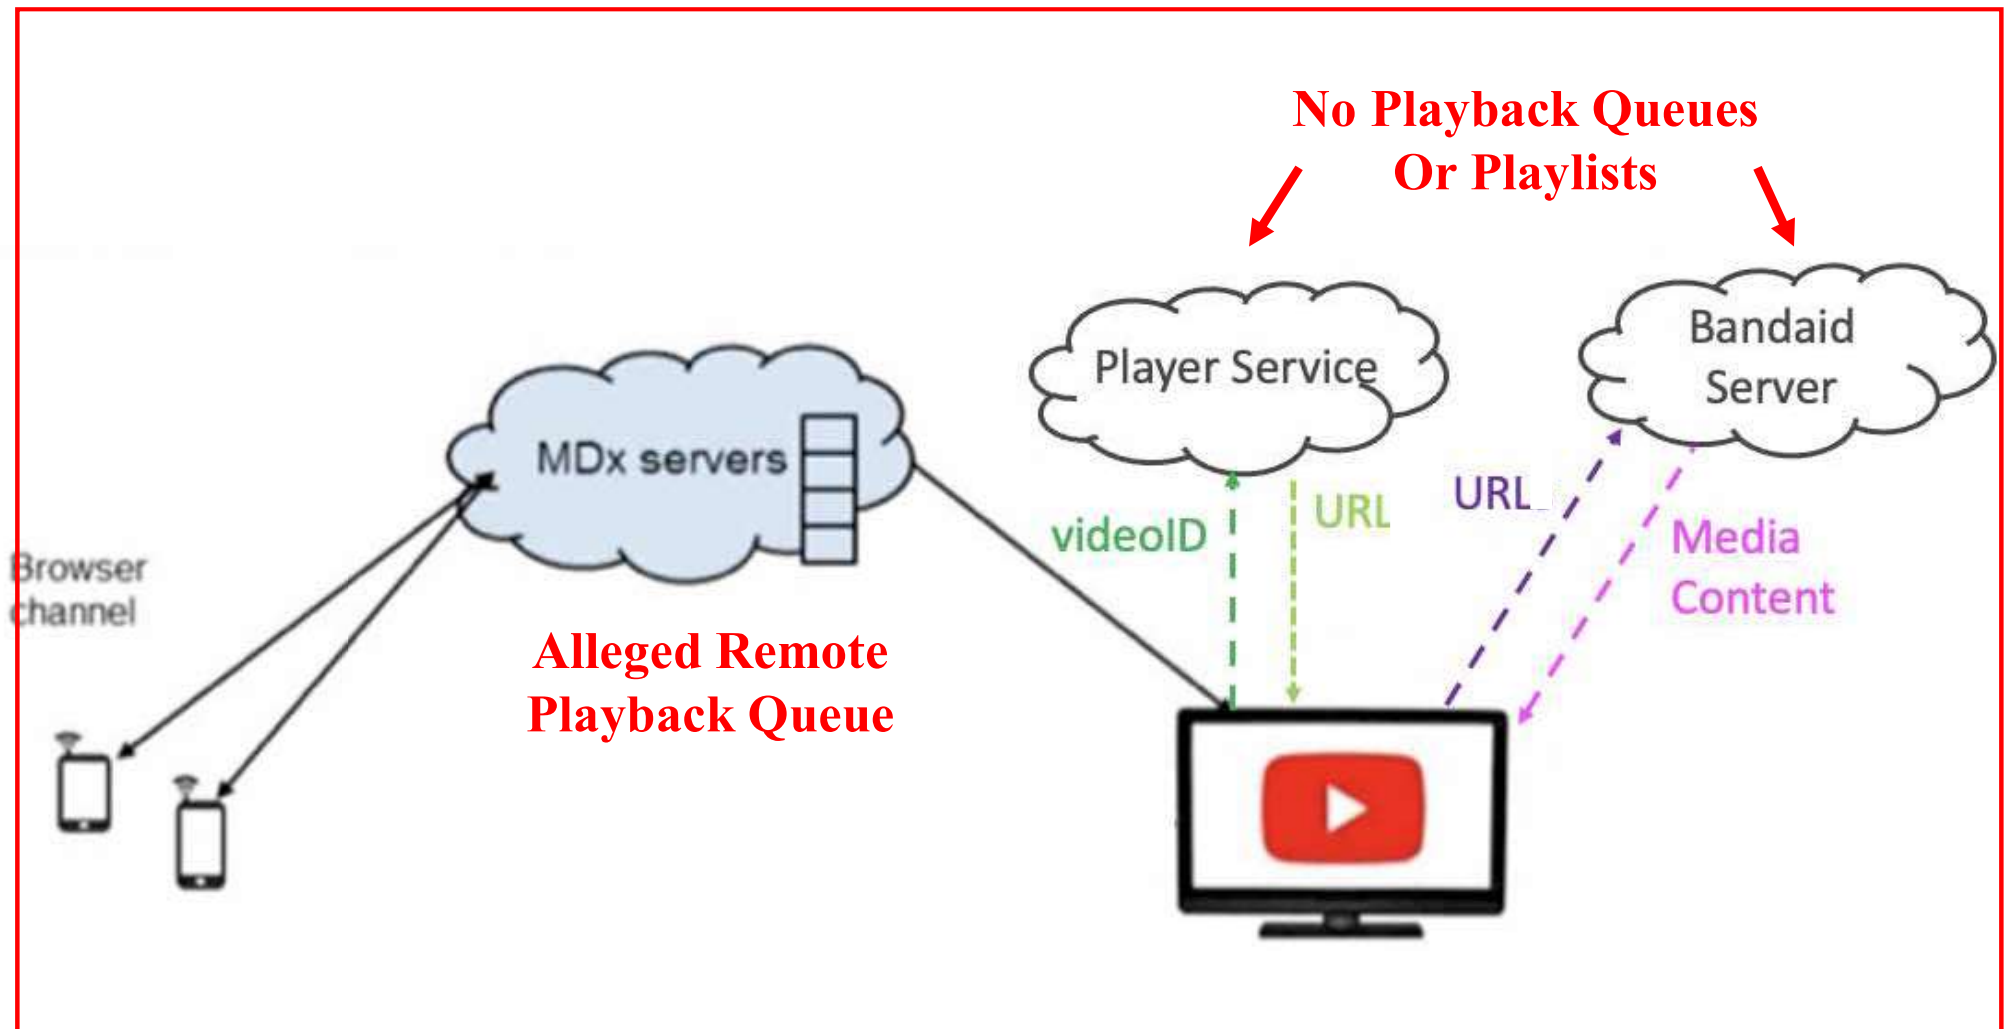 No Playback Queues
Or Playlists
Player Service
Bandaid
Server
MDx servers
videoID
URL
URL
Media
Content
Browser
channel
Alleged Remote
Playback Queue